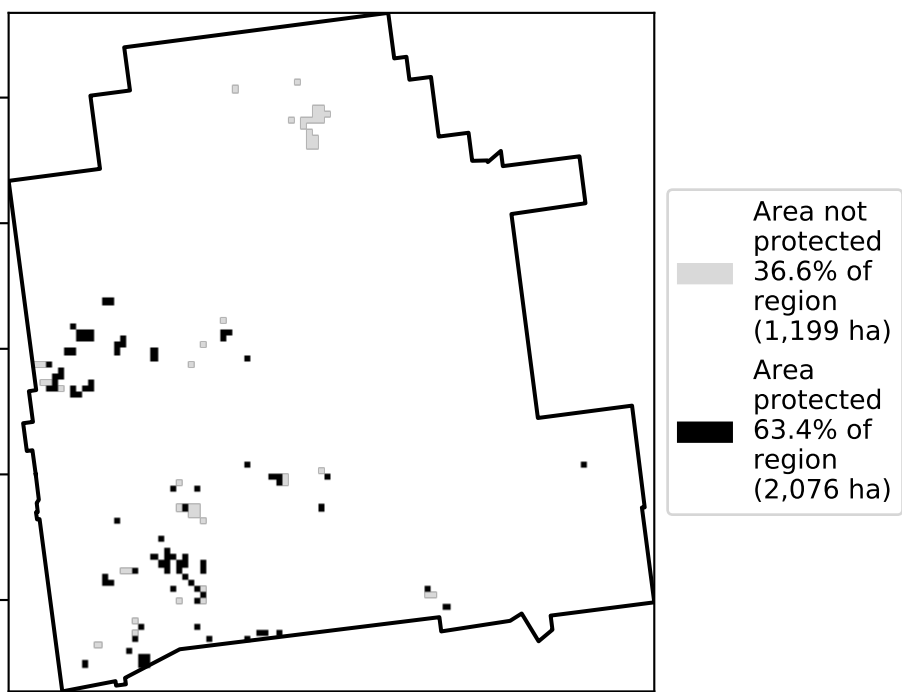 Area not
protected
36.6% of
region
(1,199 ha)
Area
protected
63.4% of
region
(2,076 ha)